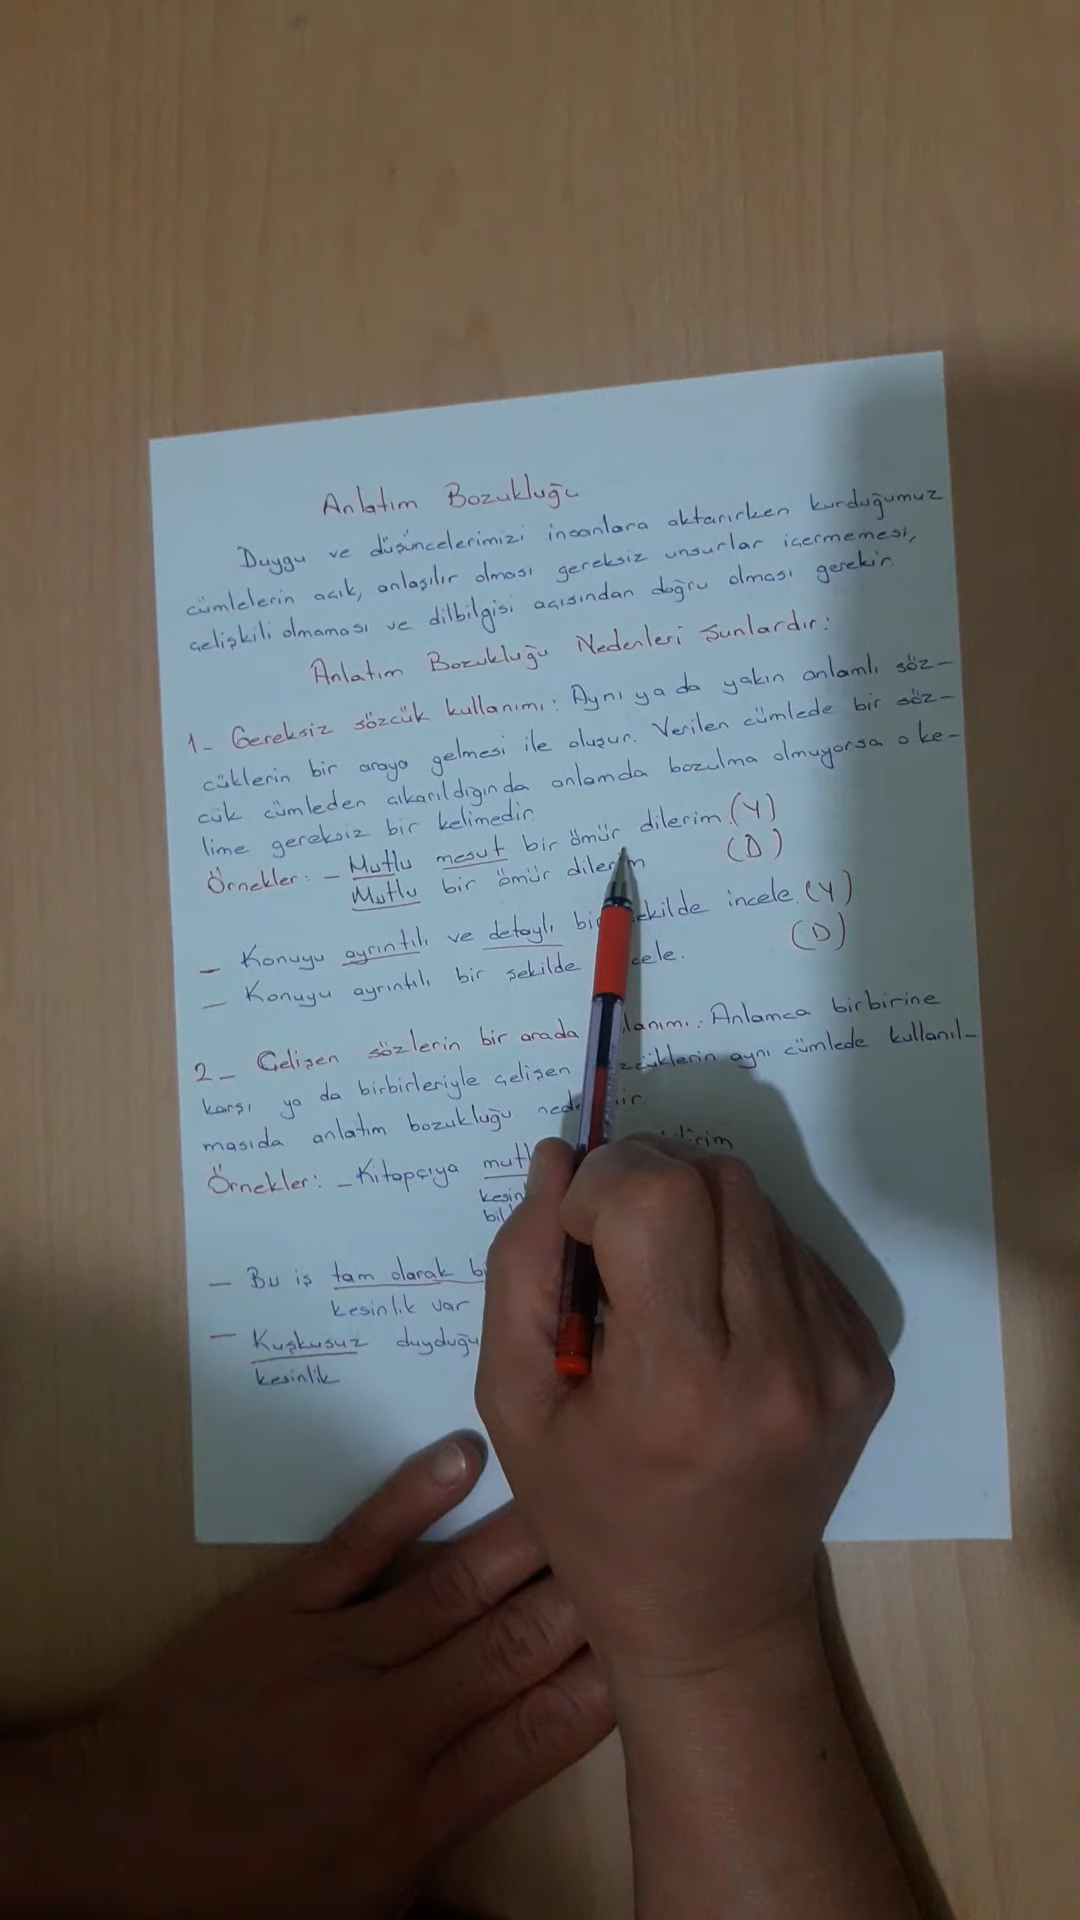 Anlatım Bozukluğu
Duygu ve düşüncelerimizi insanlara aktarırken kurduğumuz
cümlelerin açık, anlaşılır olması gereksiz unsurlar içermemesi,
çelişkili olmaması ve dilbilgisi açısından doğru olması gerekir.
Anlatım Bozukluğu Nedenleri Şunlardır:
1- Gereksiz sözcük kullanımı: Aynı ya da yakın anlamlı söz-
cüklerin bir araya gelmesi ile oluşur. Verilen cümlede bir söz-
cük cümleden çıkarıldığında anlamda bozulma olmuyorsa o ke-
lime gereksiz bir kelimedir.
Örnekler: - Mutlu mesut bir ömür dilerim. (Y)
Mutlu bir ömür dilerim (D)
- Konuyu ayrıntılı ve detaylı bir şekilde incele. (Y)
- Konuyu ayrıntılı bir şekilde incele. (D)
2- Çelişen sözlerin bir arada : Anlamca birbirine
karşı ya da birbirleriyle çelişen sözcüklerin aynı cümlede kullanıl-
masıda anlatım bozukluğu
Örnekler: - Kitapçıya
- Bu iş tam olarak
kesinlik var
- Kuşkusuz
kesinlik